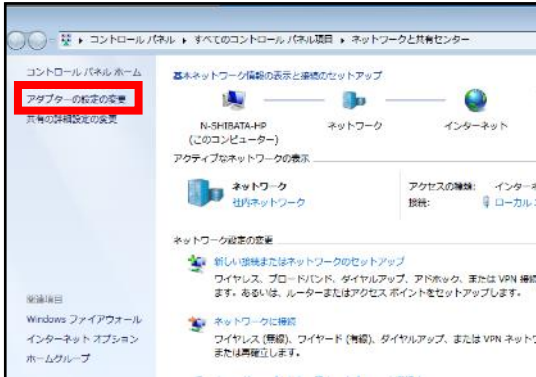 コントロール パネル ▸ すべてのコントロール パネル項目 ▸ ネットワークと共有センター
コントロール パネル ホーム
アダプターの設定の変更
共有の詳細設定の変更
基本ネットワーク情報の表示と接続のセットアップ
N-SHIBATA-HP
(このコンピューター)
ネットワーク
インターネット
アクティブなネットワークの表示
ネットワーク
社内ネットワーク
アクセスの種類: インターネ
接続: ローカル
ネットワーク設定の変更
新しい接続またはネットワークのセットアップ
ワイヤレス、ブロードバンド、ダイヤルアップ、アドホック、または VPN 接続
ます。あるいは、ルーターまたはアクセス ポイントをセットアップします。
ネットワークに接続
ワイヤレス (無線)、ワイヤード (有線)、ダイヤルアップ、または VPN ネットワ
または再確立します。
関連項目
Windows ファイアウォール
インターネット オプション
ホームグループ